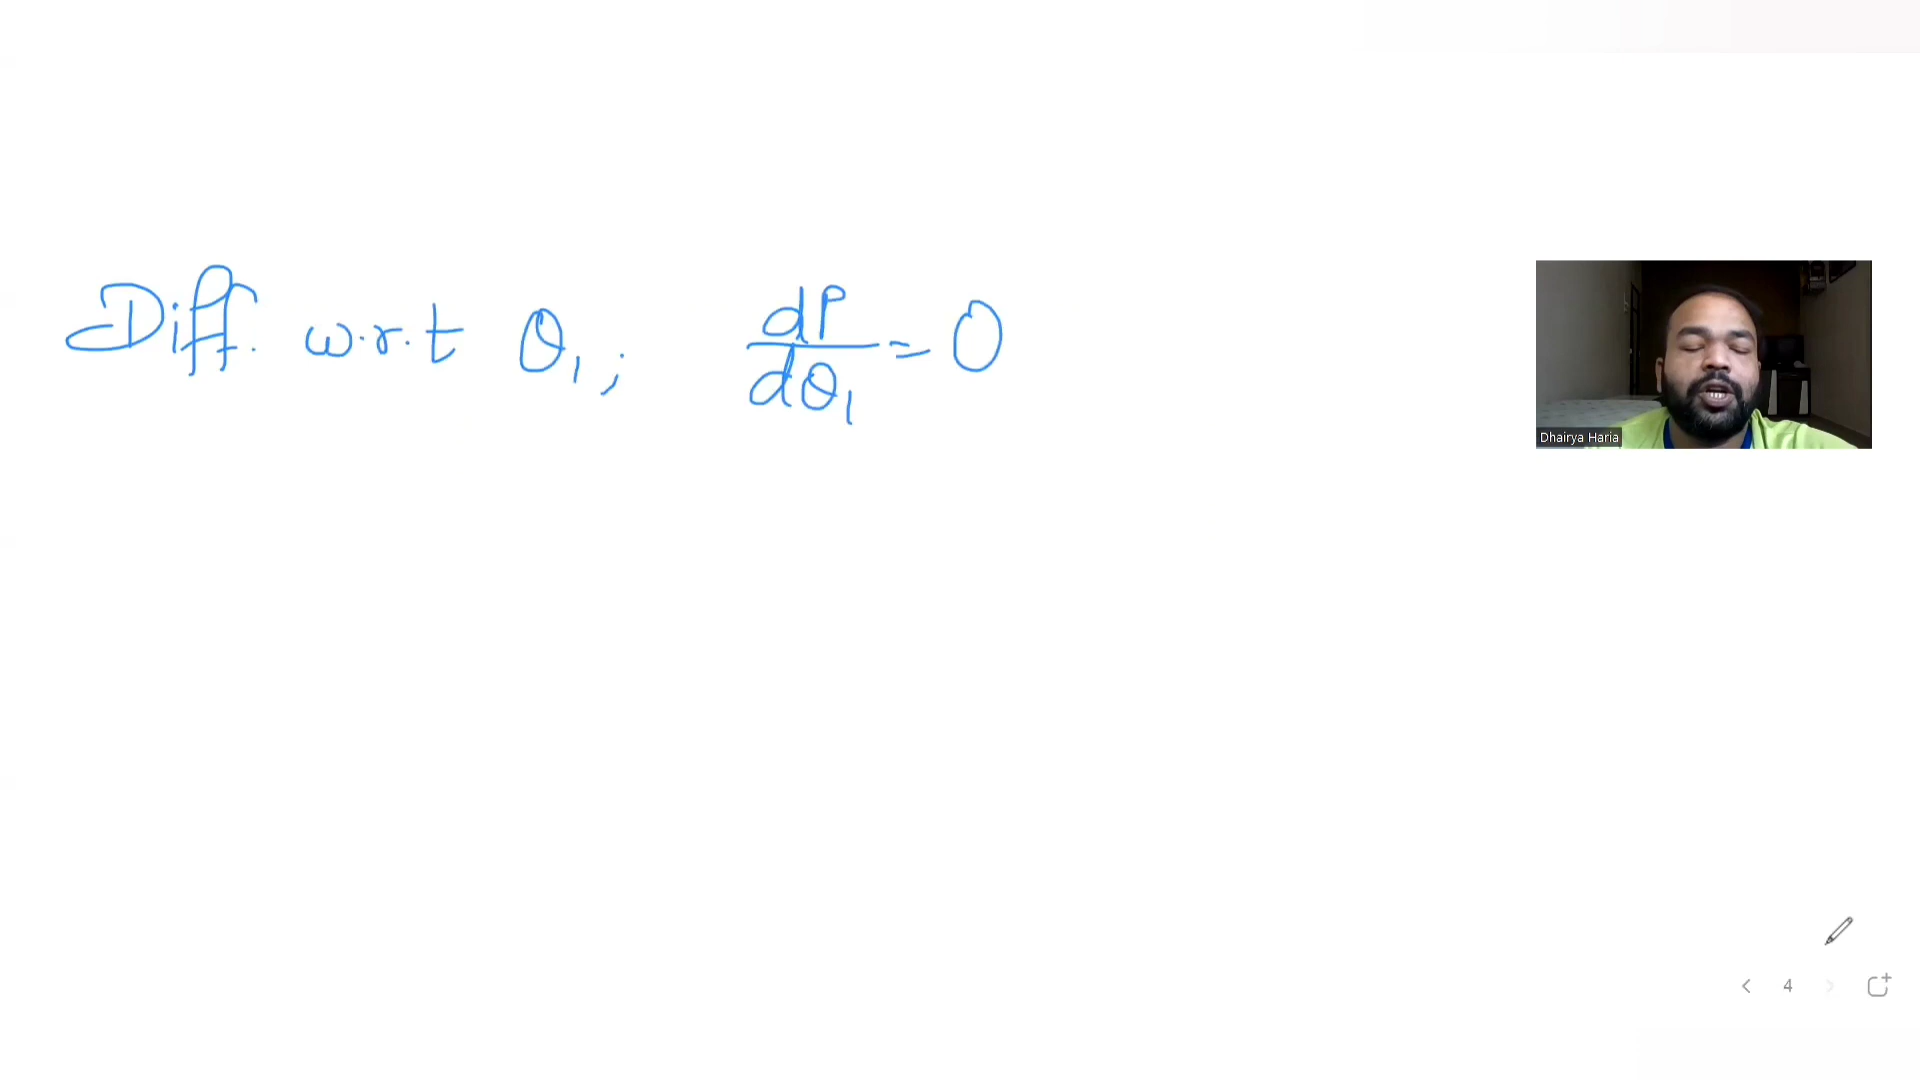 Diff. w.r.t θ₁; dP/dθ₁ = 0
Dhairya Haria
4